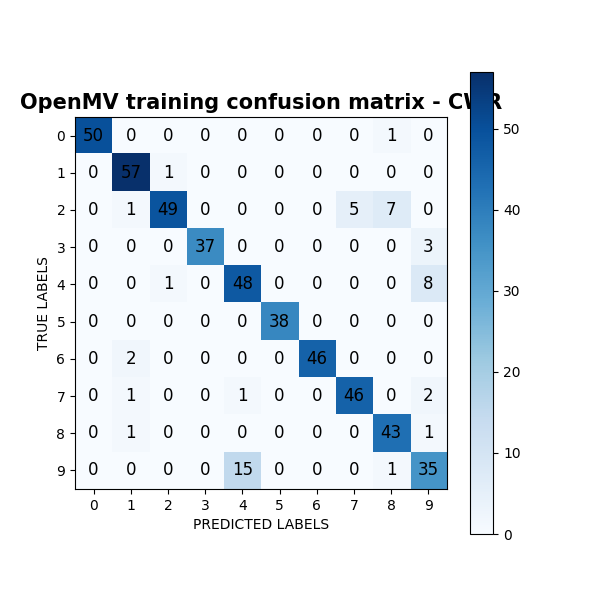 OpenMV training confusion matrix - CWR
0 50 0 0 0 0 0 0 0 1 0
1 0 57 1 0 0 0 0 0 0 0
2 0 1 49 0 0 0 0 5 7 0
3 0 0 0 37 0 0 0 0 0 3
4 0 0 1 0 48 0 0 0 0 8
5 0 0 0 0 0 38 0 0 0 0
6 0 2 0 0 0 0 46 0 0 0
7 0 1 0 0 1 0 0 46 0 2
8 0 1 0 0 0 0 0 0 43 1
9 0 0 0 0 15 0 0 0 1 35
0 1 2 3 4 5 6 7 8 9
TRUE LABELS
PREDICTED LABELS
50
40
30
20
10
0